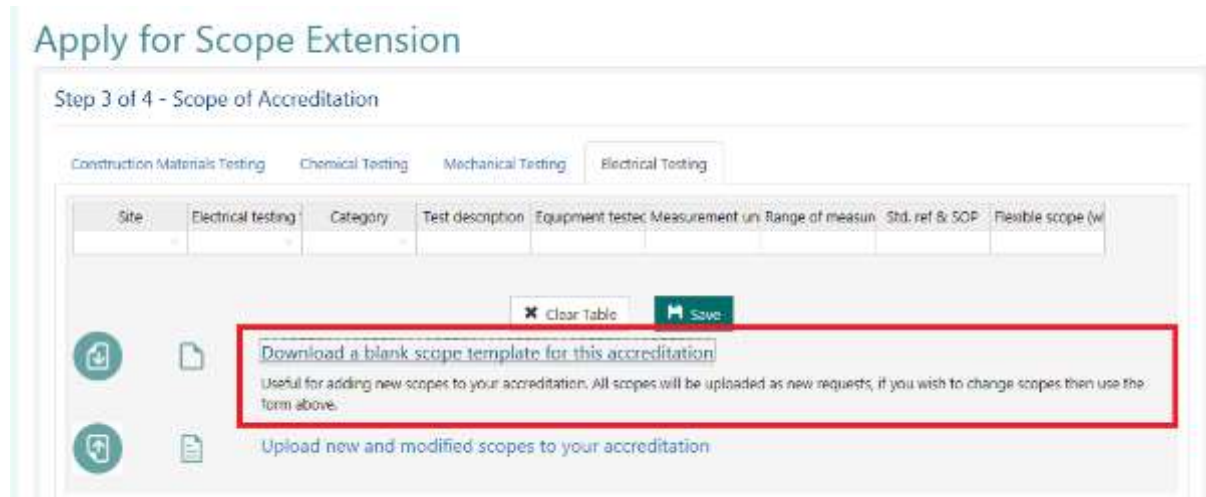 Apply for Scope Extension
Step 3 of 4 - Scope of Accreditation
Construction Materials Testing Chemical Testing Mechanical Testing Electrical Testing
Site Electrical testing Category Test description Equipment tested Measurement un Range of measun Std. ref & SOP Flexible scope (wi
Clear Table Save
Download a blank scope template for this accreditation
Useful for adding new scopes to your accreditation. All scopes will be uploaded as new requests, if you wish to change scopes then use the
form above.
Upload new and modified scopes to your accreditation